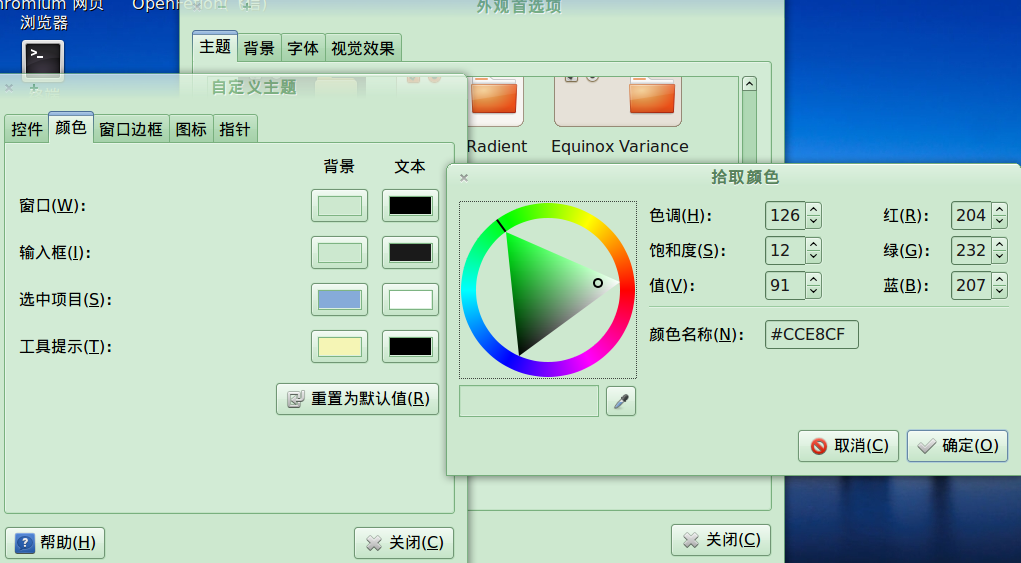 hromium 网页
浏览器
外观首选项
主题 背景 字体 视觉效果
Radient
Equinox Variance
关闭(C)
自定义主题
控件 颜色 窗口边框 图标 指针
背景 文本
窗口(W):
输入框(I):
选中项目(S):
工具提示(T):
重置为默认值(R)
帮助(H)
关闭(C)
拾取颜色
色调(H): 126 红(R): 204
饱和度(S): 12 绿(G): 232
值(V): 91 蓝(B): 207
颜色名称(N): #CCE8CF
取消(C) 确定(O)